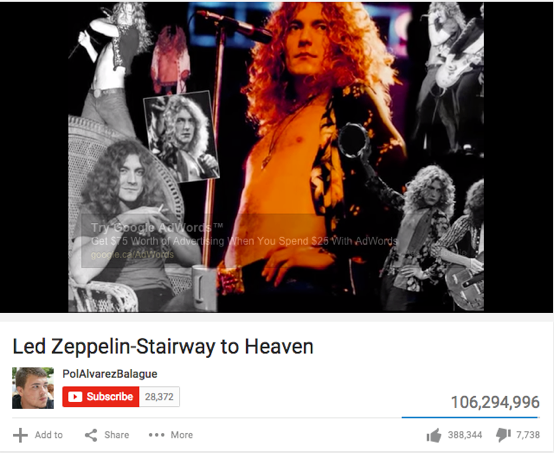 Try Google AdWords™
Get $75 Worth of Advertising When You Spend $25 With AdWords
google.ca/AdWords
Led Zeppelin-Stairway to Heaven
PolAlvarezBalague
Subscribe 28,372
106,294,996
Add to Share More 388,344 7,738